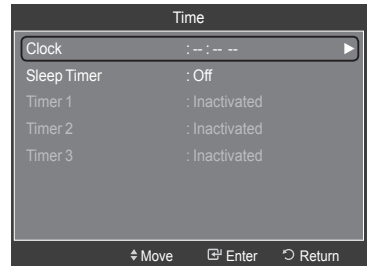 Time
Clock : -- : -- --
Sleep Timer : Off
Timer 1 : Inactivated
Timer 2 : Inactivated
Timer 3 : Inactivated
Move Enter Return